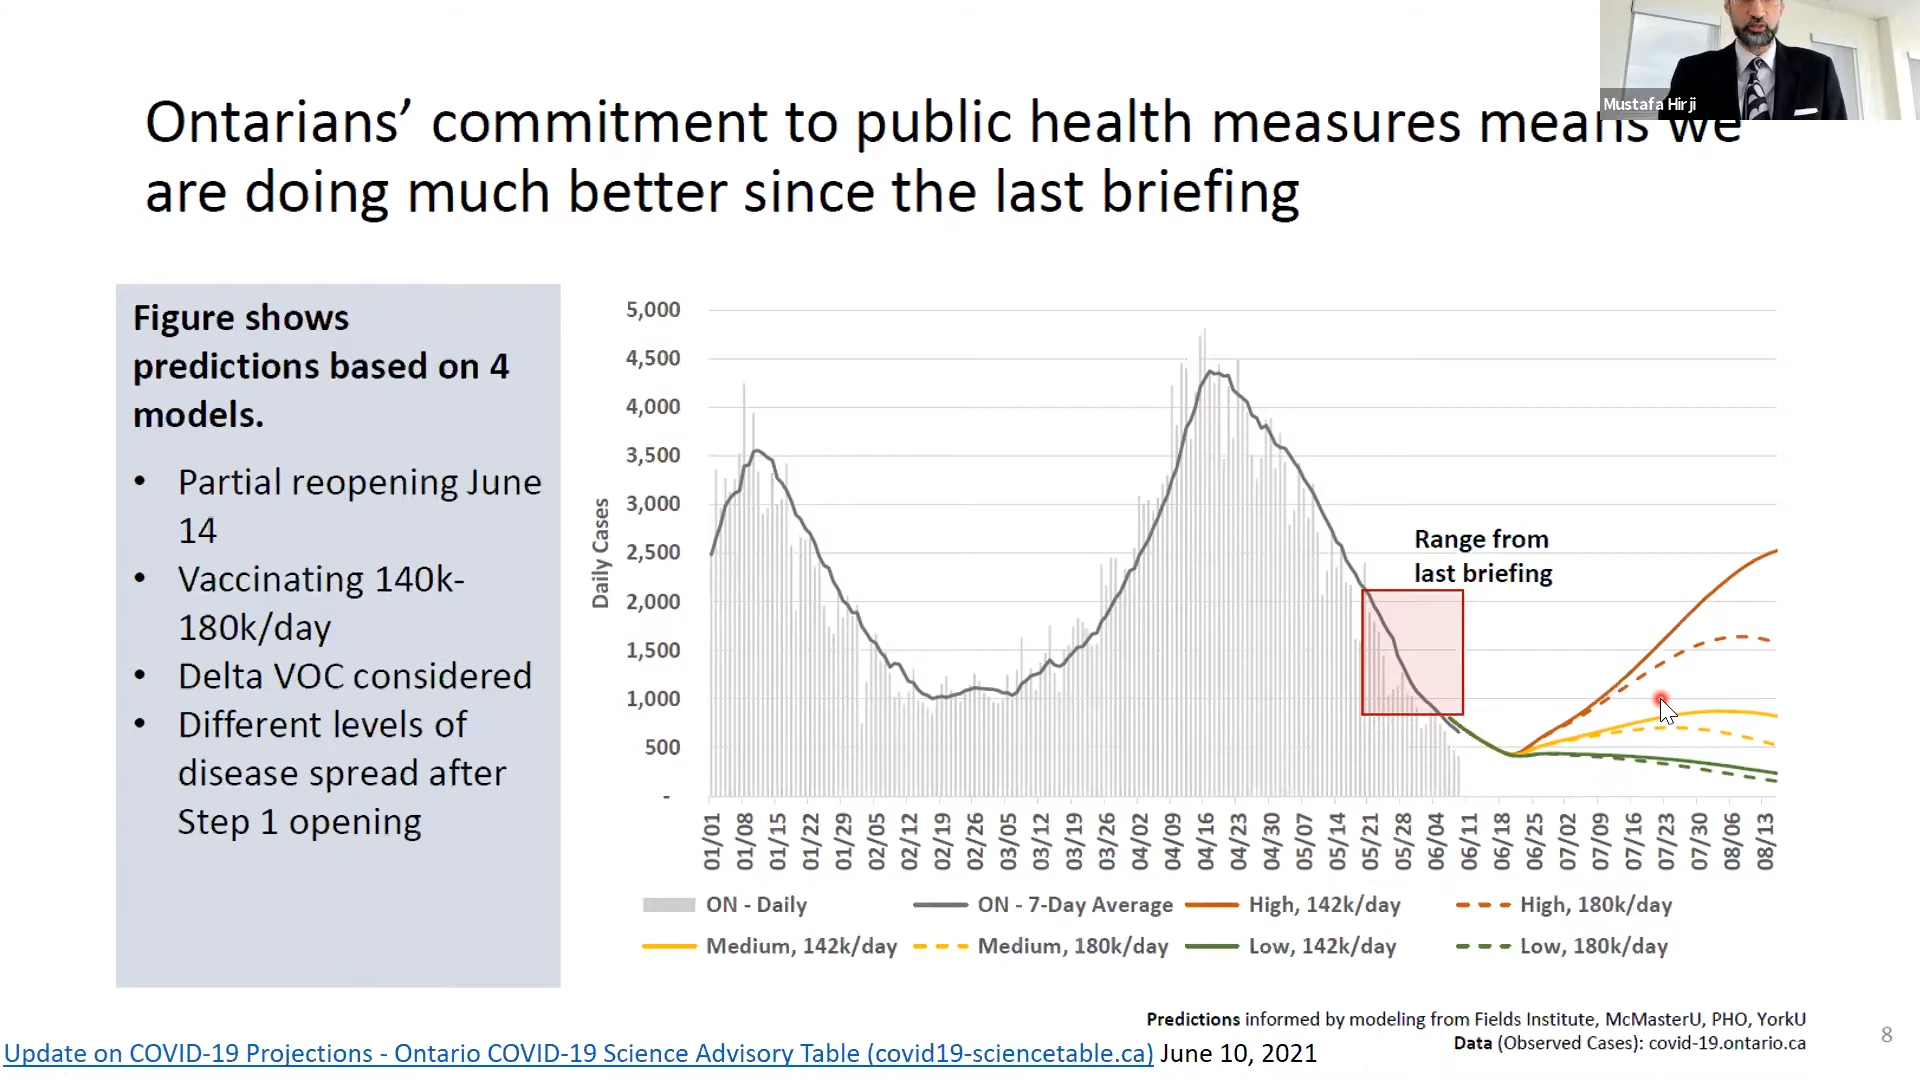 Mustafa Hirji
Ontarians’ commitment to public health measures means we
are doing much better since the last briefing
Figure shows
predictions based on 4
models.
• Partial reopening June
14
• Vaccinating 140k-
180k/day
• Delta VOC considered
• Different levels of
disease spread after
Step 1 opening
Daily Cases
5,000
4,500
4,000
3,500
3,000
2,500
2,000
1,500
1,000
500
-
Range from
last briefing
01/01 01/08 01/15 01/22 01/29 02/05 02/12 02/19 02/26 03/05 03/12 03/19 03/26 04/02 04/09 04/16 04/23 04/30 05/07 05/14 05/21 05/28 06/04 06/11 06/18 06/25 07/02 07/09 07/16 07/23 07/30 08/06 08/13
ON - Daily ON - 7-Day Average High, 142k/day High, 180k/day
Medium, 142k/day Medium, 180k/day Low, 142k/day Low, 180k/day
Predictions informed by modeling from Fields Institute, McMasterU, PHO, YorkU
Data (Observed Cases): covid-19.ontario.ca
8
Update on COVID-19 Projections - Ontario COVID-19 Science Advisory Table (covid19-sciencetable.ca) June 10, 2021